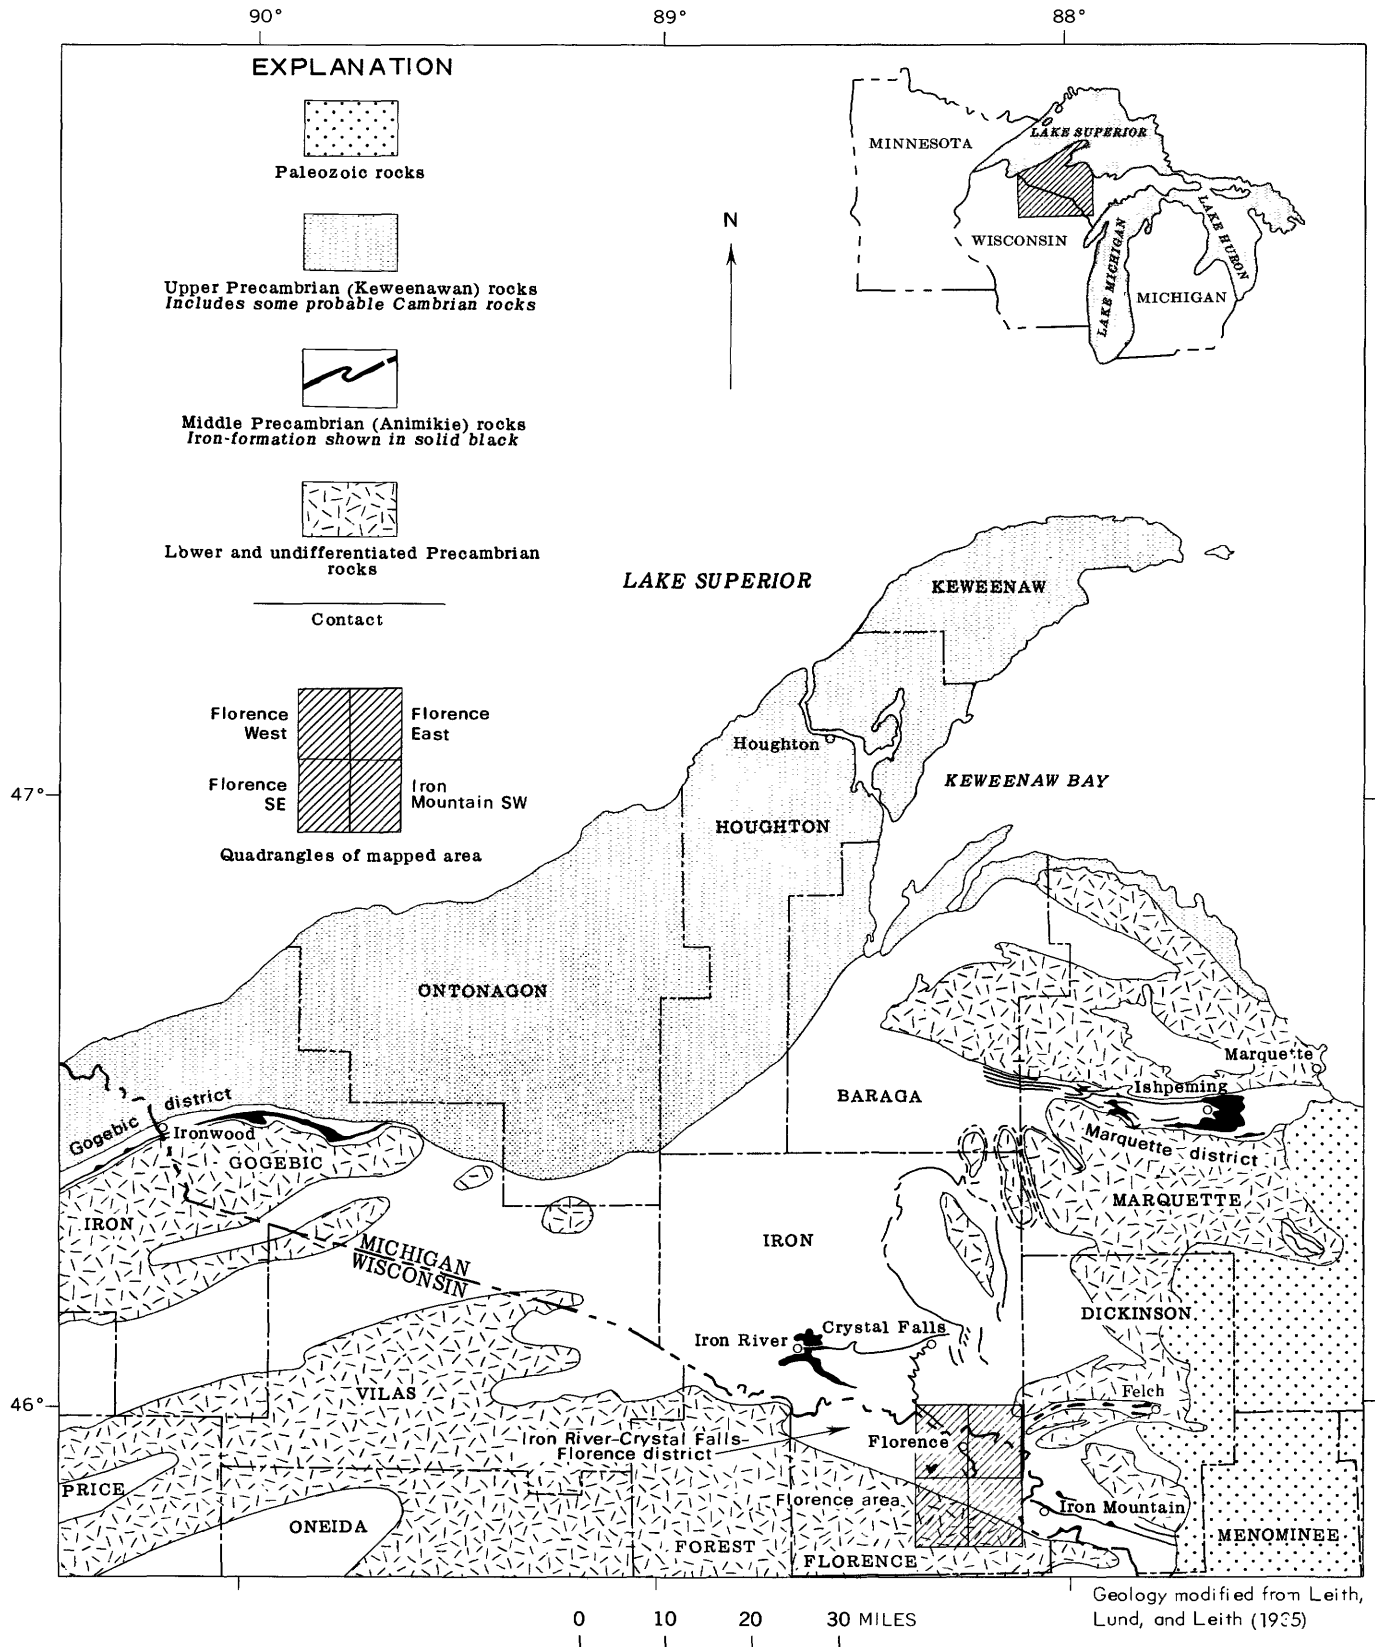 90°
89°
88°
EXPLANATION
Paleozoic rocks
Upper Precambrian (Keweenawan) rocks
Includes some probable Cambrian rocks
Middle Precambrian (Animikie) rocks
Iron-formation shown in solid black
Lower and undifferentiated Precambrian
rocks
Contact
Florence
West
Florence
East
Florence
SE
Iron
Mountain SW
Quadrangles of mapped area
MINNESOTA
LAKE SUPERIOR
WISCONSIN
LAKE MICHIGAN
LAKE HURON
MICHIGAN
N
LAKE SUPERIOR
KEWEENAW
Houghton
KEWEENAW BAY
47°
HOUGHTON
ONTONAGON
Marquette
Ishpeming
BARAGA
Gogebic district
Ironwood
GOGEBIC
Marquette district
MARQUETTE
IRON
IRON
MICHIGAN
WISCONSIN
DICKINSON
Iron River
Crystal Falls
VILAS
Felch
46°
Iron River-Crystal Falls-
Florence district
Florence
PRICE
Florence area
Iron Mountain
ONEIDA
FOREST
FLORENCE
MENOMINEE
Geology modified from Leith,
Lund, and Leith (1935)
0 10 20 30 MILES